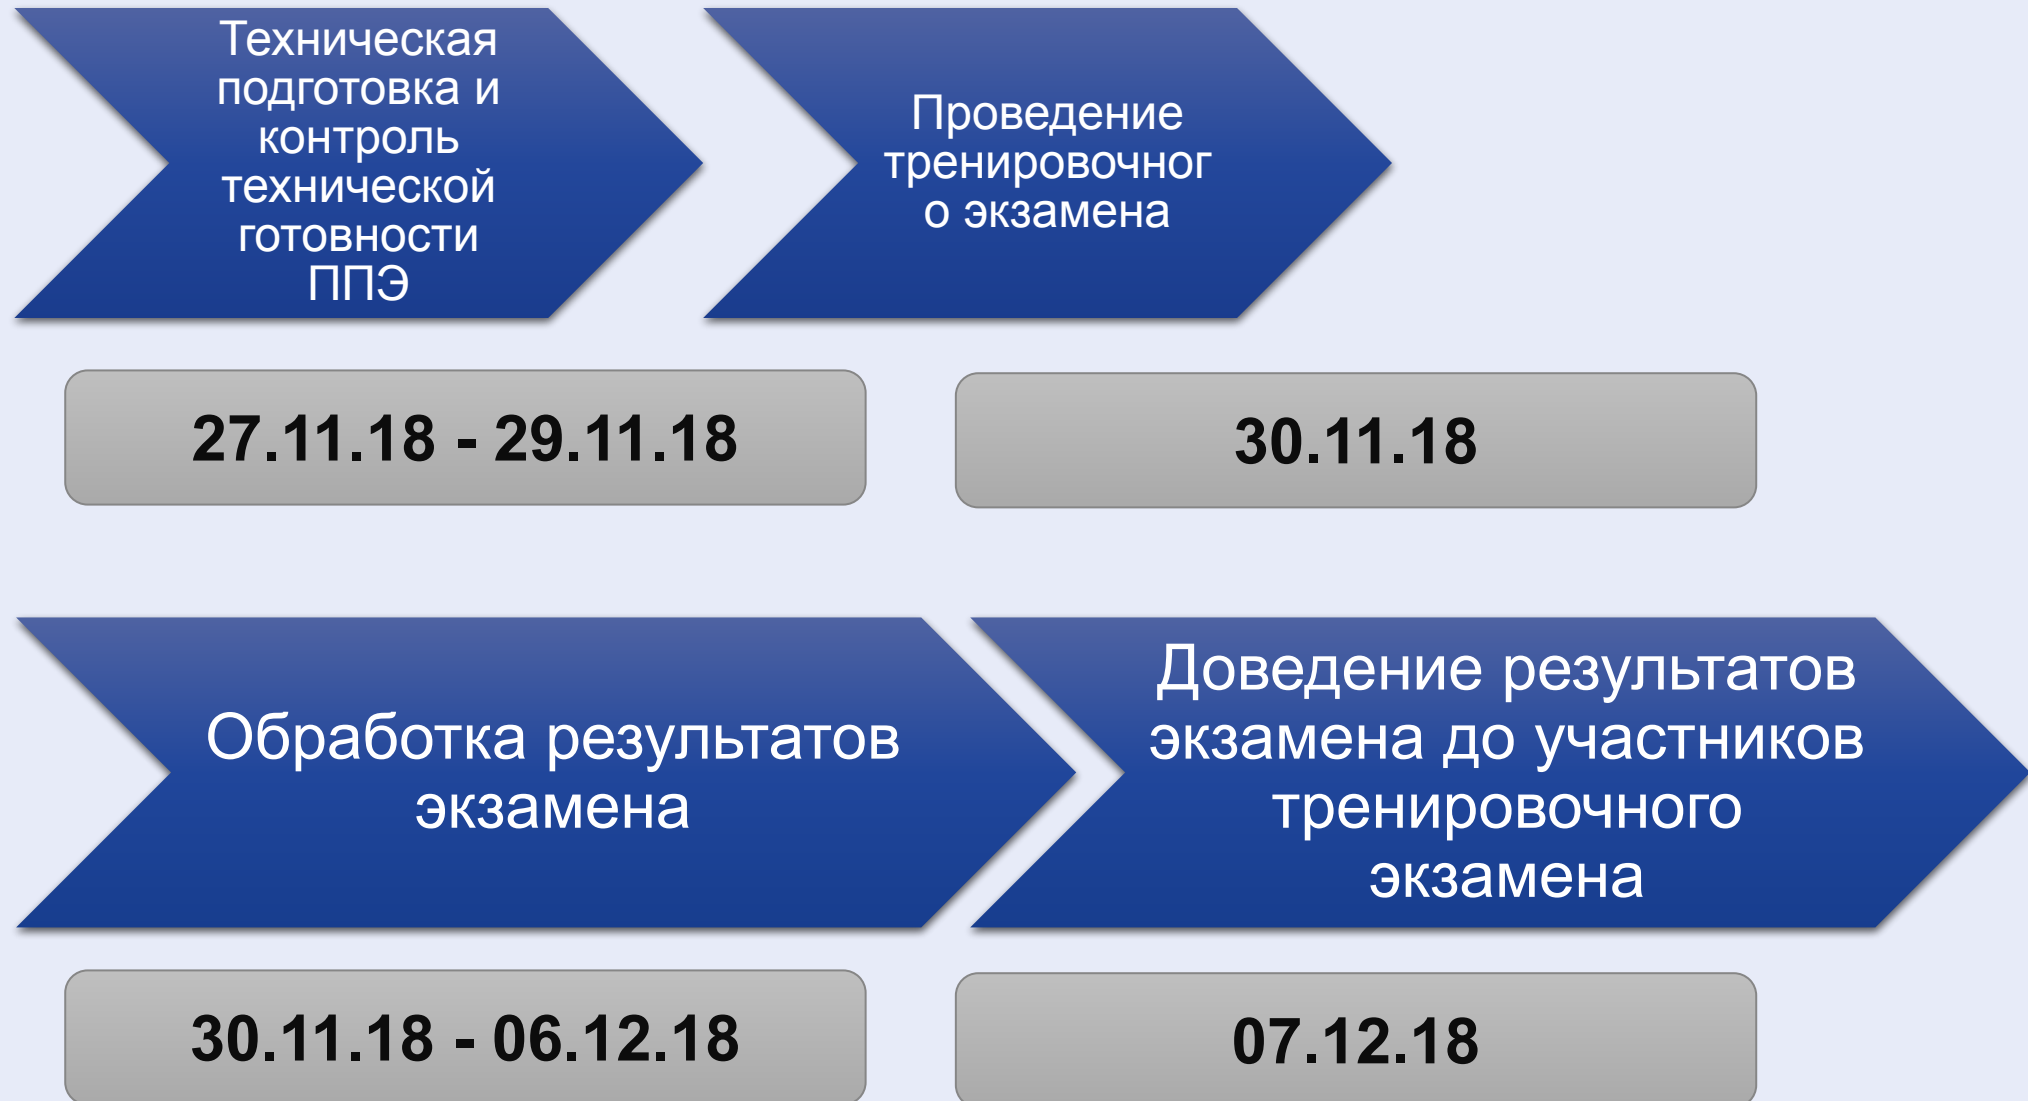 Техническая
подготовка и
контроль
технической
готовности
ППЭ
Проведение
тренировочног
о экзамена
27.11.18 - 29.11.18
30.11.18
Обработка результатов
экзамена
Доведение результатов
экзамена до участников
тренировочного
экзамена
30.11.18 - 06.12.18
07.12.18